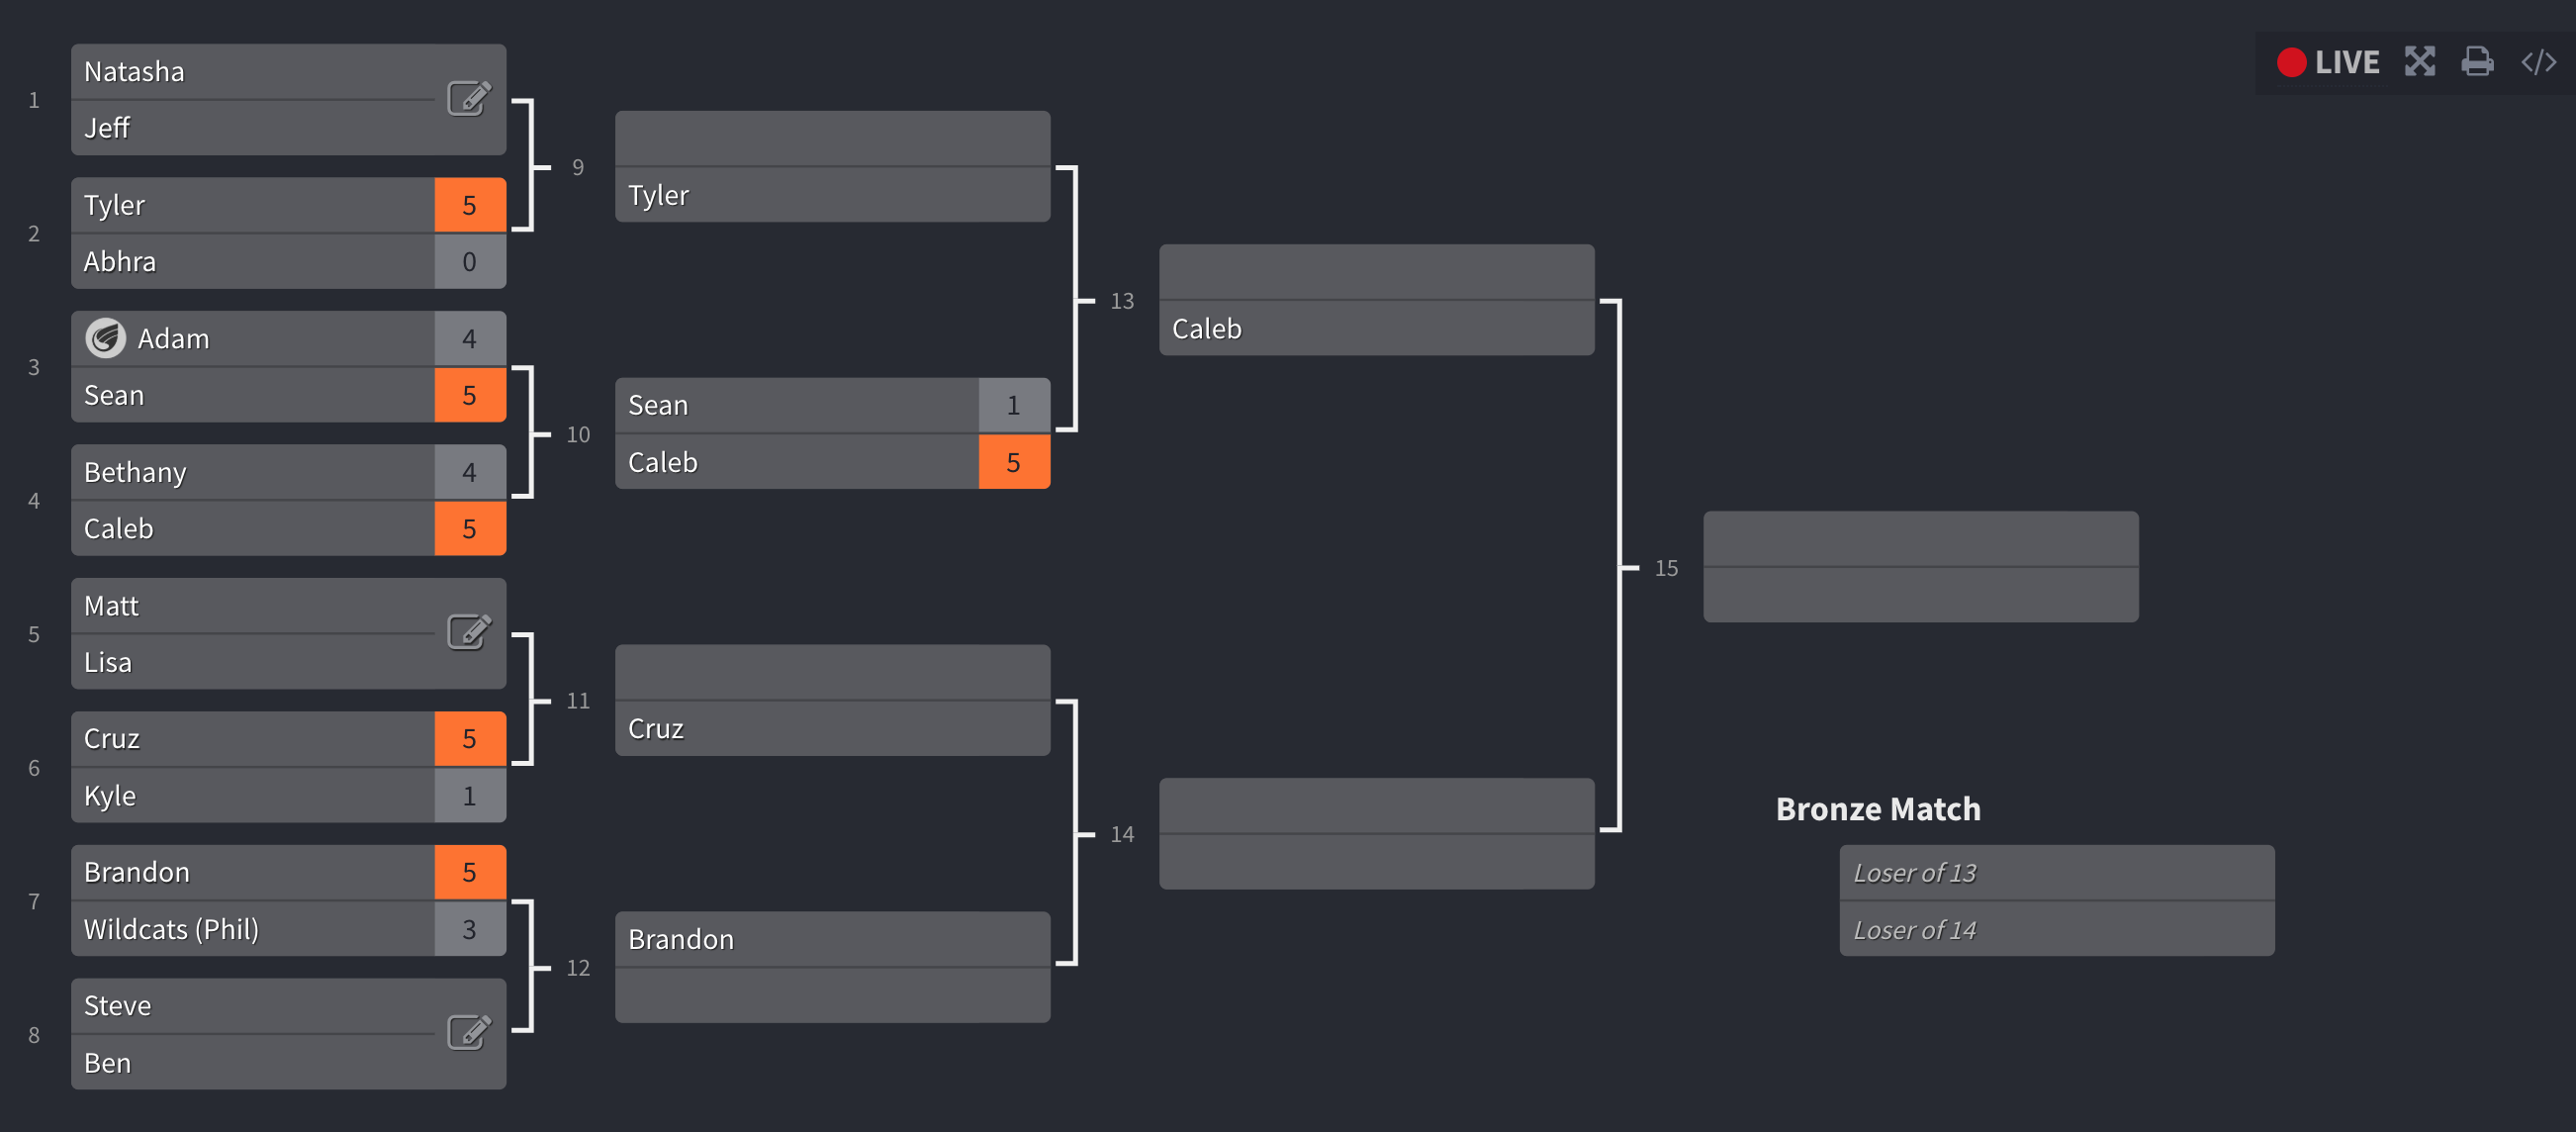 LIVE
1
Natasha
Jeff
2
Tyler 5
Abhra 0
3
Adam 4
Sean 5
4
Bethany 4
Caleb 5
5
Matt
Lisa
6
Cruz 5
Kyle 1
7
Brandon 5
Wildcats (Phil) 3
8
Steve
Ben
9
Tyler
10
Sean 1
Caleb 5
11
Cruz
12
Brandon
13
Caleb
14
15
Bronze Match
Loser of 13
Loser of 14